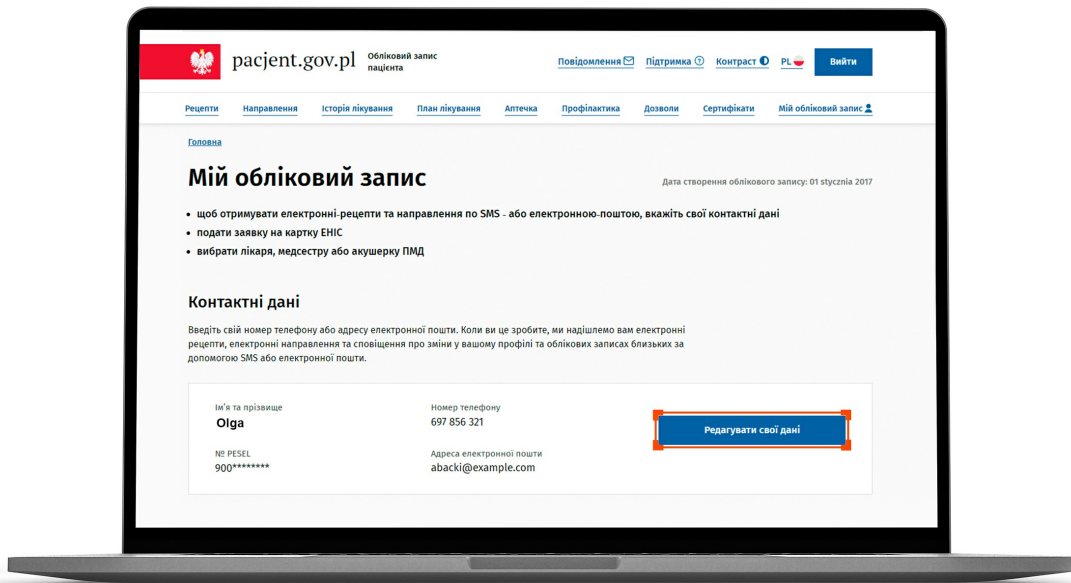 pacjent.gov.pl
Обліковий запис
пацієнта
Повідомлення
Підтримка
Контраст
PL
Вийти
Рецепти
Направлення
Історія лікування
План лікування
Аптечка
Профілактика
Дозволи
Сертифікати
Мій обліковий запис
Головна
Мій обліковий запис
Дата створення облікового запису: 01 stycznia 2017
• щоб отримувати електронні-рецепти та направлення по SMS - або електронною-поштою, вкажіть свої контактні дані
• подати заявку на картку ЕНІС
• вибрати лікаря, медсестру або акушерку ПМД
Контактні дані
Введіть свій номер телефону або адресу електронної пошти. Коли ви це зробите, ми надішлемо вам електронні
рецепти, електронні направлення та сповіщення про зміни у вашому профілі та облікових записах близьких за
допомогою SMS або електронної пошти.
Ім'я та прізвище
Olga
Номер телефону
697 856 321
Редагувати свої дані
№ PESEL
900********
Адреса електронної пошти
abacki@example.com